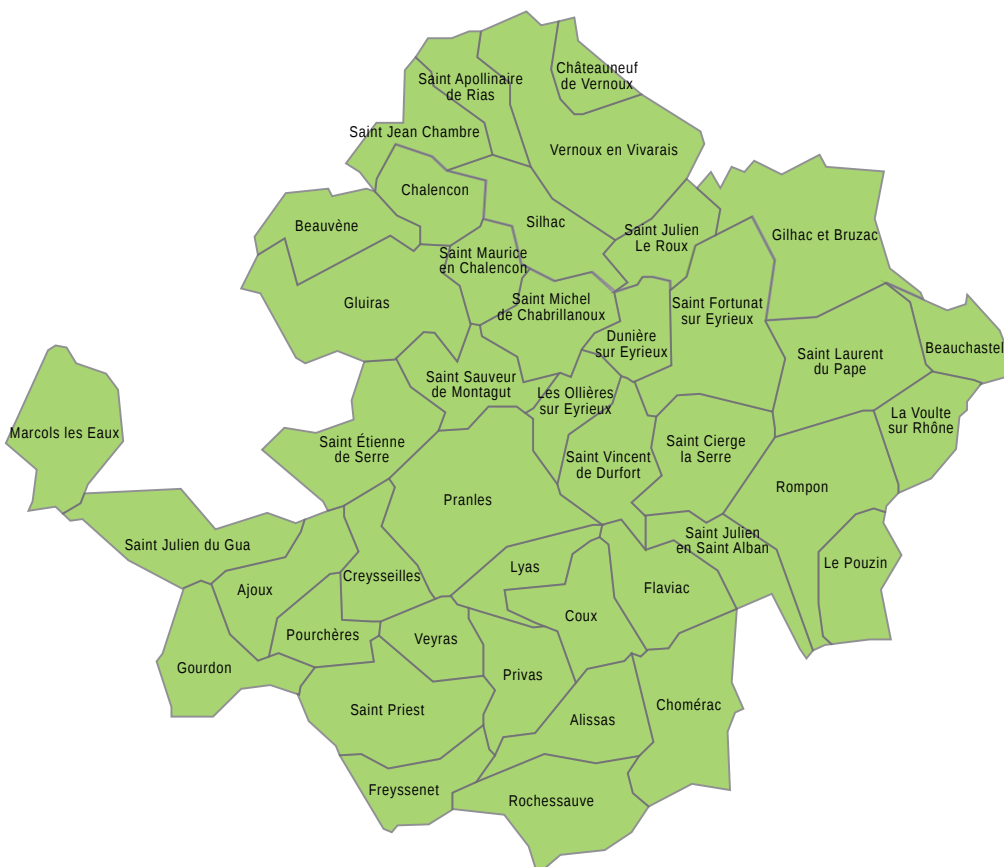 Châteauneuf
de Vernoux
Saint Apollinaire
de Rias
Saint Jean Chambre
Vernoux en Vivarais
Chalencon
Beauvène
Silhac
Saint Julien
Le Roux
Gilhac et Bruzac
Saint Maurice
en Chalencon
Gluiras
Saint Michel
de Chabrillanoux
Saint Fortunat
sur Eyrieux
Dunière
sur Eyrieux
Saint Laurent
du Pape
Beauchastel
Saint Sauveur
de Montagut
Les Ollières
sur Eyrieux
La Voulte
sur Rhône
Marcols les Eaux
Saint Étienne
de Serre
Saint Vincent
de Durfort
Saint Cierge
la Serre
Pranles
Rompon
Saint Julien du Gua
Saint Julien
en Saint Alban
Le Pouzin
Lyas
Creysseilles
Ajoux
Flaviac
Coux
Pourchères
Veyras
Gourdon
Privas
Saint Priest
Alissas
Chomérac
Freyssenet
Rochessauve